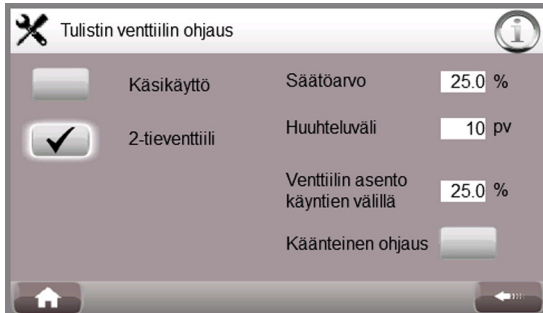 Tulistin venttiilin ohjaus
Käsikäyttö
2-tieventtiili
Säätöarvo 25.0 %
Huuhteluväli 10 pv
Venttiilin asento
käyntien välillä 25.0 %
Käänteinen ohjaus